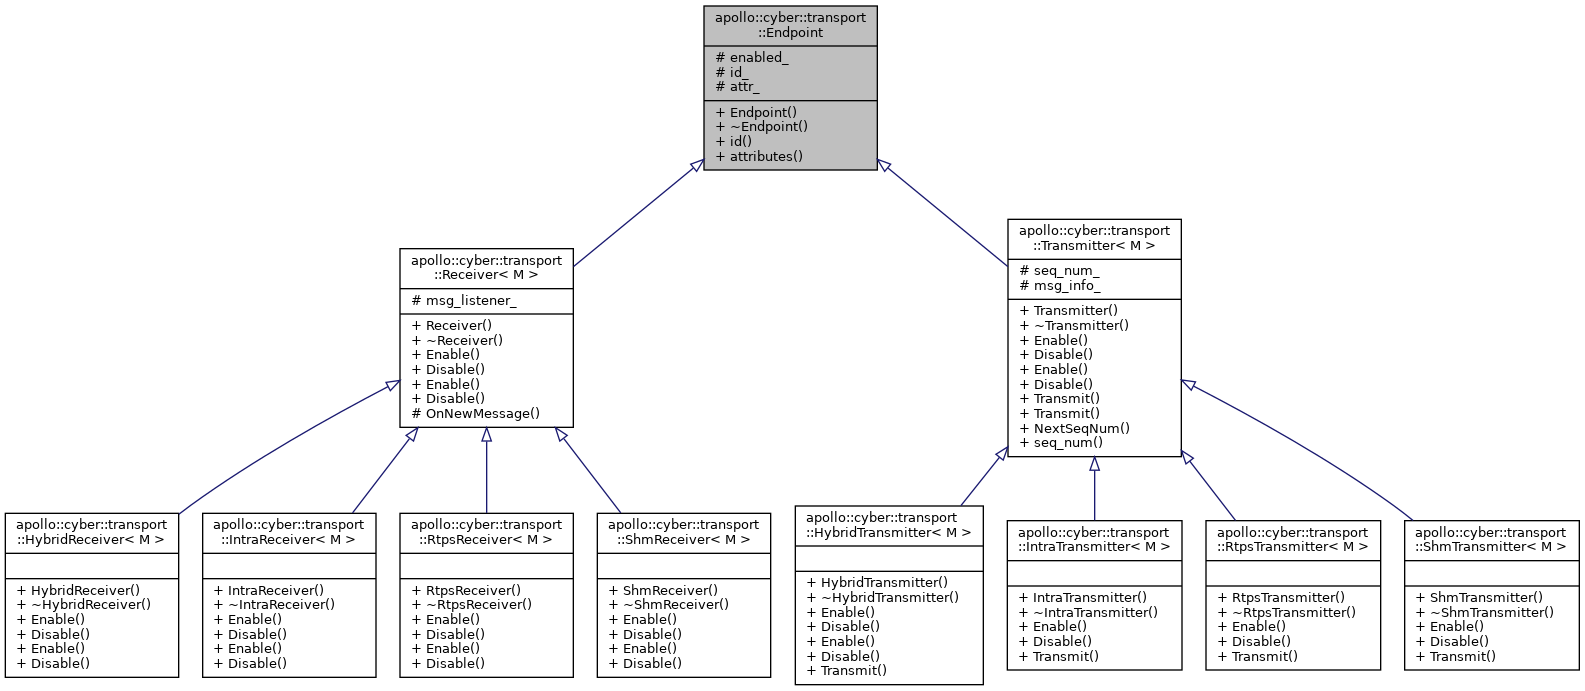 apollo::cyber::transport
::Endpoint
# enabled_
# id_
# attr_
+ Endpoint()
+ ~Endpoint()
+ id()
+ attributes()
apollo::cyber::transport
::Receiver< M >
# msg_listener_
+ Receiver()
+ ~Receiver()
+ Enable()
+ Disable()
+ Enable()
+ Disable()
# OnNewMessage()
apollo::cyber::transport
::Transmitter< M >
# seq_num_
# msg_info_
+ Transmitter()
+ ~Transmitter()
+ Enable()
+ Disable()
+ Enable()
+ Disable()
+ Transmit()
+ Transmit()
+ NextSeqNum()
+ seq_num()
apollo::cyber::transport
::HybridReceiver< M >
+ HybridReceiver()
+ ~HybridReceiver()
+ Enable()
+ Disable()
+ Enable()
+ Disable()
apollo::cyber::transport
::IntraReceiver< M >
+ IntraReceiver()
+ ~IntraReceiver()
+ Enable()
+ Disable()
+ Enable()
+ Disable()
apollo::cyber::transport
::RtpsReceiver< M >
+ RtpsReceiver()
+ ~RtpsReceiver()
+ Enable()
+ Disable()
+ Enable()
+ Disable()
apollo::cyber::transport
::ShmReceiver< M >
+ ShmReceiver()
+ ~ShmReceiver()
+ Enable()
+ Disable()
+ Enable()
+ Disable()
apollo::cyber::transport
::HybridTransmitter< M >
+ HybridTransmitter()
+ ~HybridTransmitter()
+ Enable()
+ Disable()
+ Enable()
+ Disable()
+ Transmit()
apollo::cyber::transport
::IntraTransmitter< M >
+ IntraTransmitter()
+ ~IntraTransmitter()
+ Enable()
+ Disable()
+ Transmit()
apollo::cyber::transport
::RtpsTransmitter< M >
+ RtpsTransmitter()
+ ~RtpsTransmitter()
+ Enable()
+ Disable()
+ Transmit()
apollo::cyber::transport
::ShmTransmitter< M >
+ ShmTransmitter()
+ ~ShmTransmitter()
+ Enable()
+ Disable()
+ Transmit()